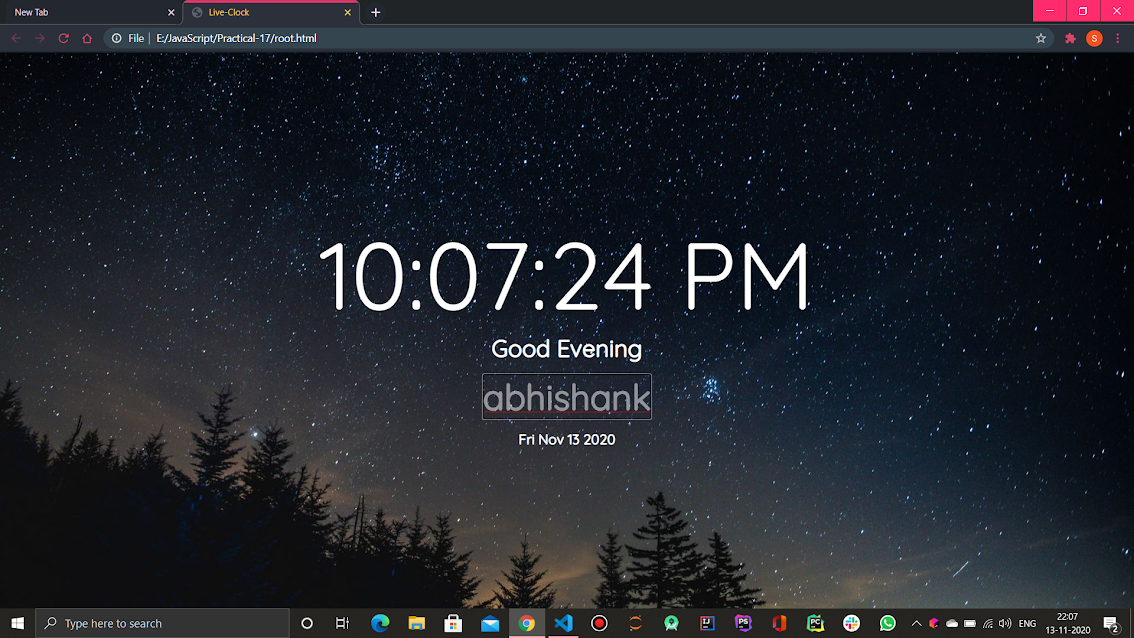 New Tab
Live-Clock
File | E:/JavaScript/Practical-17/root.html
S
10:07:24 PM
Good Evening
abhishank
Fri Nov 13 2020
Type here to search
IJ
PS
PC
ENG
22:07
13-11-2020
2